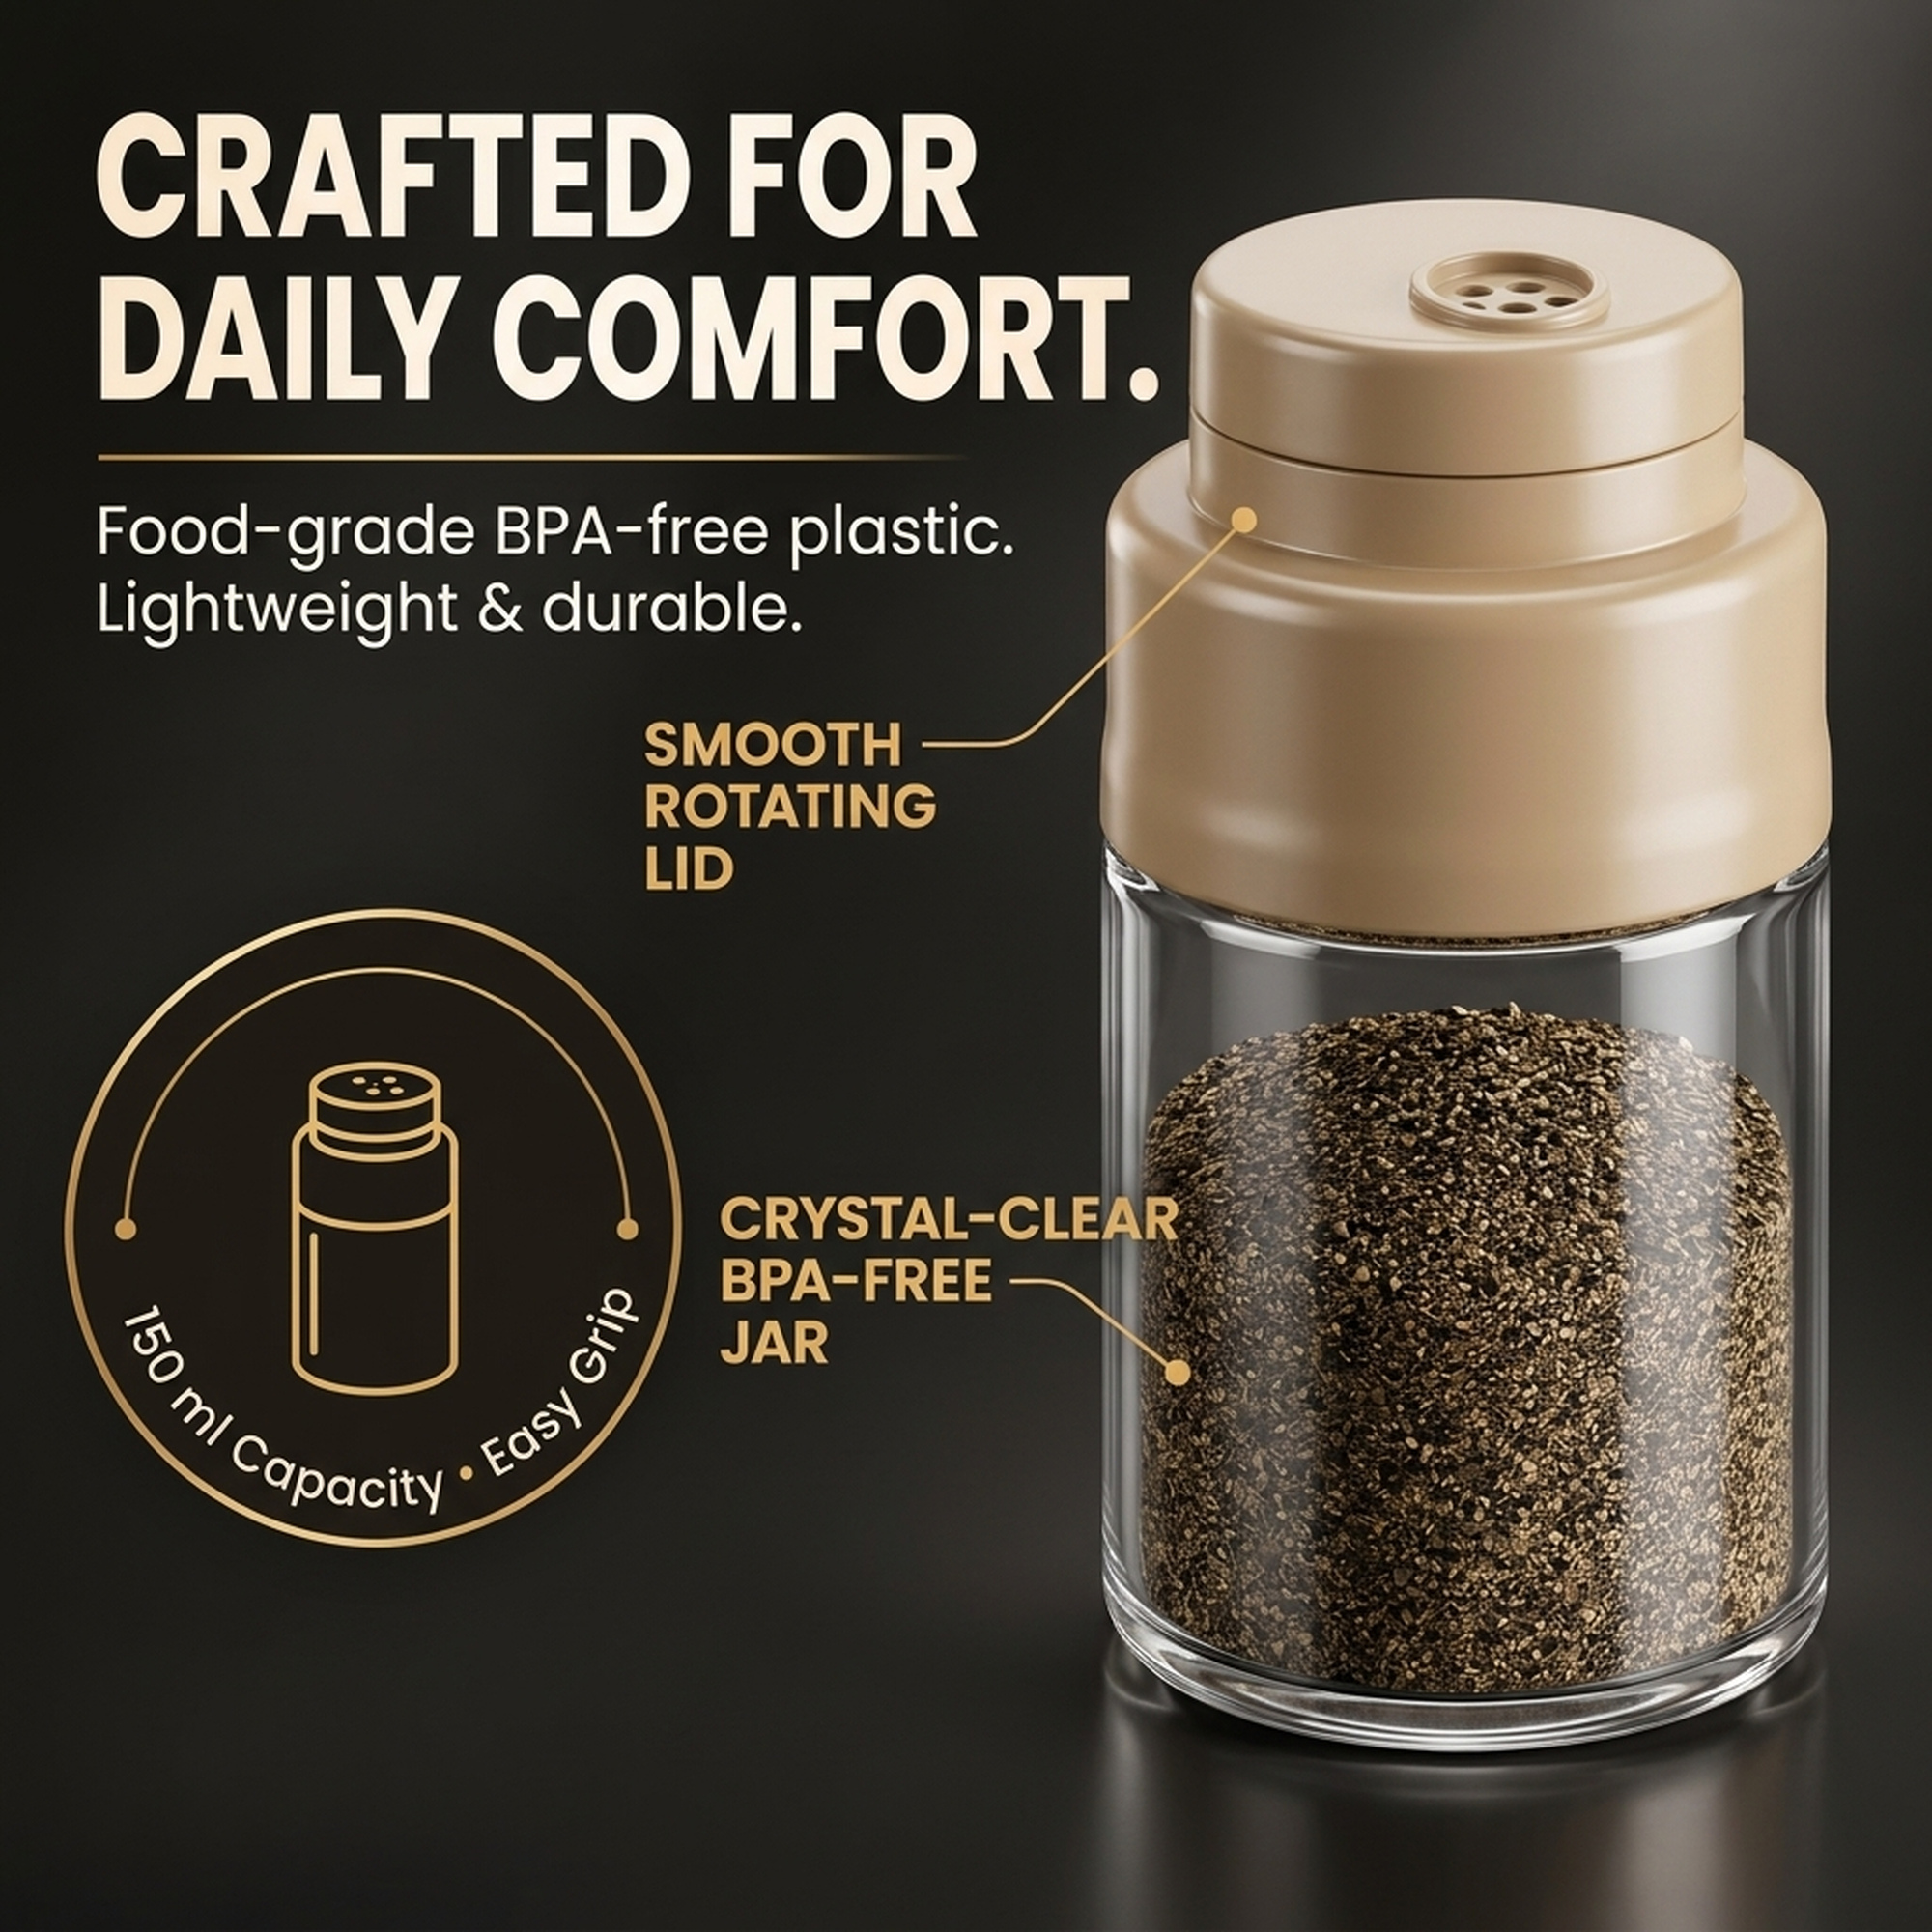 CRAFTED FOR
DAILY COMFORT.
Food-grade BPA-free plastic.
Lightweight & durable.
SMOOTH
ROTATING
LID
CRYSTAL-CLEAR
BPA-FREE
JAR
150 ml Capacity • Easy Grip